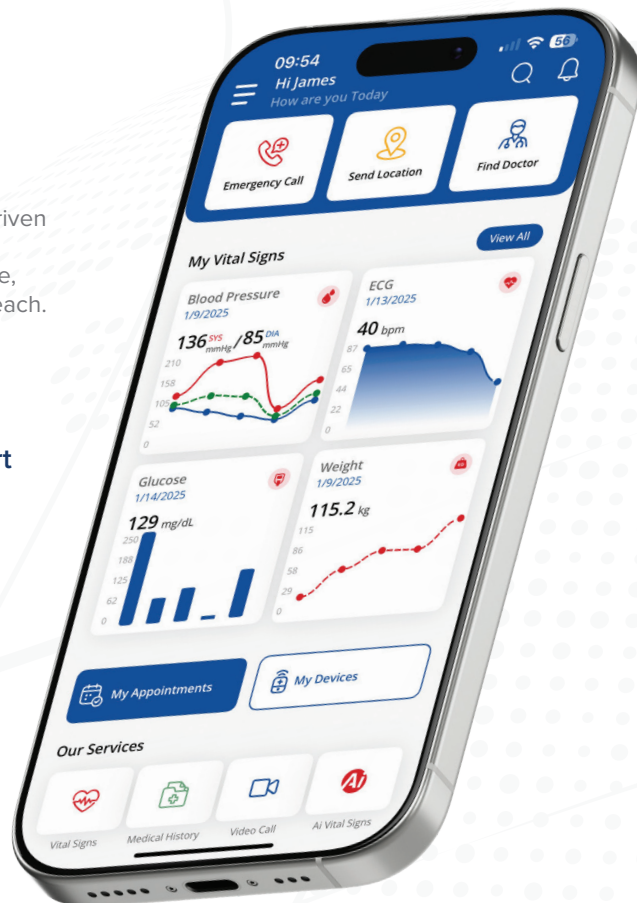 riven
e,
each.
rt
09:54
56
Hi James
How are you Today
Emergency Call
Send Location
Find Doctor
My Vital Signs
View All
Blood Pressure
1/9/2025
136 SYS mmHg / 85 DIA mmHg
210
158
105
52
0
ECG
1/13/2025
40 bpm
87
65
44
22
0
Glucose
1/14/2025
129 mg/dL
250
188
125
62
0
Weight
1/9/2025
115.2 kg
115
86
58
29
0
My Appointments
My Devices
Our Services
Vital Signs
Medical History
Video Call
Ai
Ai Vital Signs